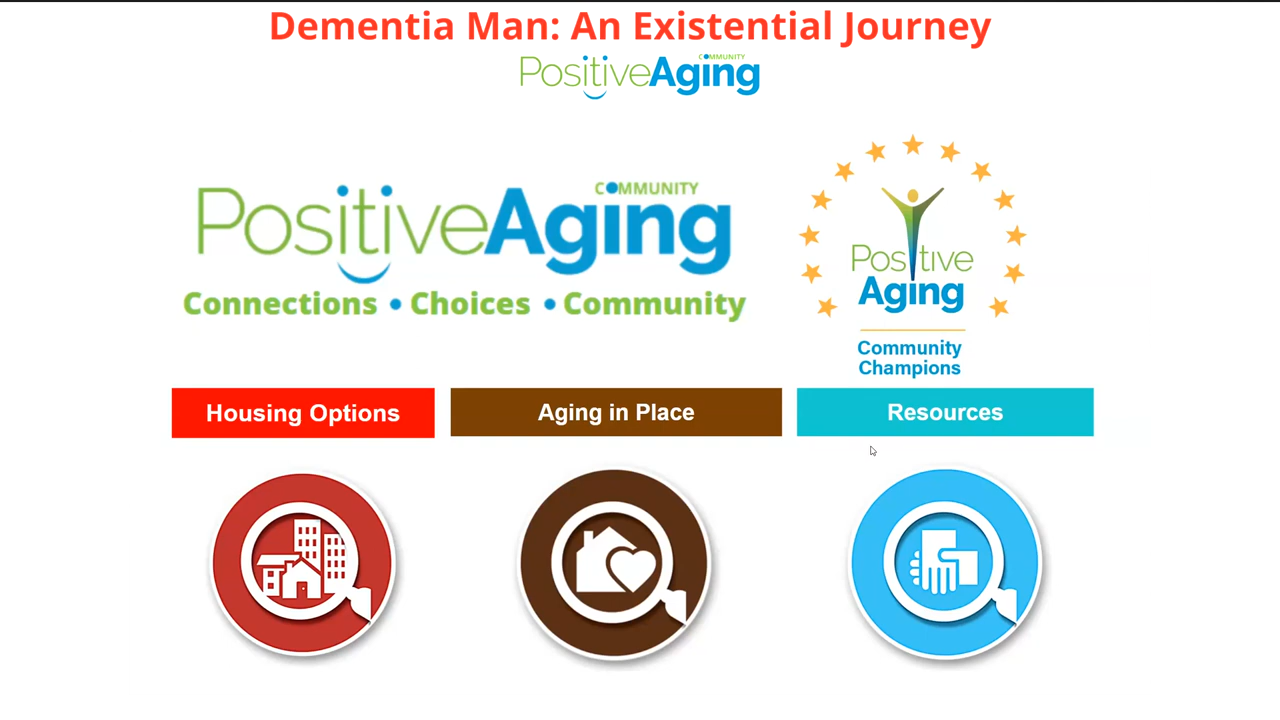 Dementia Man: An Existential Journey
COMMUNITY
PositiveAging
COMMUNITY
PositiveAging
Connections • Choices • Community
Positive
Aging
Community
Champions
Housing Options
Aging in Place
Resources